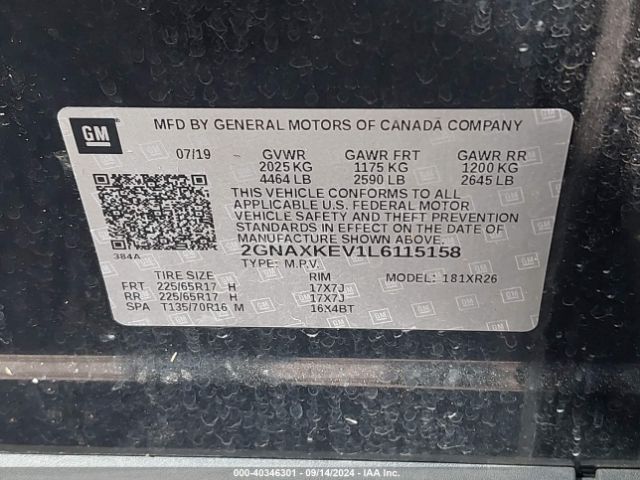 GM
MFD BY GENERAL MOTORS OF CANADA COMPANY
07/19 GVWR GAWR FRT GAWR RR
2025 KG 1175 KG 1200 KG
4464 LB 2590 LB 2645 LB
THIS VEHICLE CONFORMS TO ALL
APPLICABLE U.S. FEDERAL MOTOR
VEHICLE SAFETY AND THEFT PREVENTION
STANDARDS IN EFFECT ON THE DATE OF
MANUFACTURE SHOWN ABOVE.
384A 2GNAXKEV1L6115158
TYPE: M.P.V.
TIRE SIZE RIM MODEL: 181XR26
FRT 225/65R17 H 17X7J
RR 225/65R17 H 17X7J
SPA T135/70R16 M 16X4BT
000-40346301 - 09/14/2024 - IAA Inc.